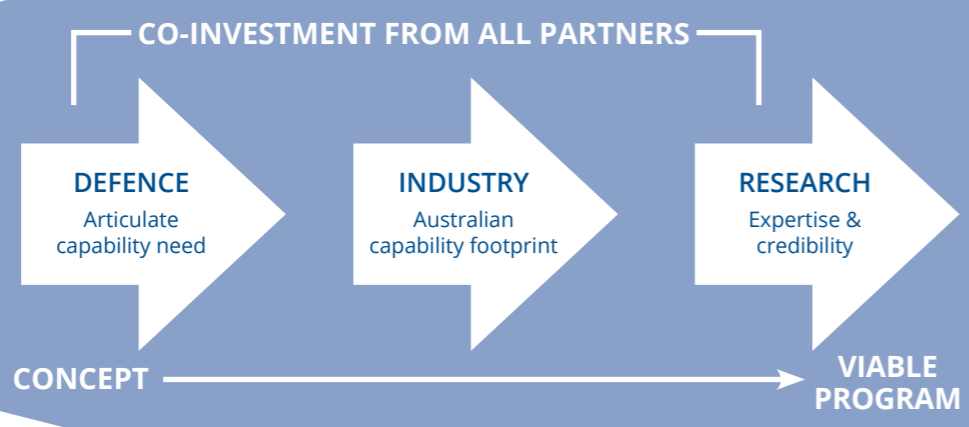 CO-INVESTMENT FROM ALL PARTNERS
DEFENCE
Articulate
capability need
INDUSTRY
Australian
capability footprint
RESEARCH
Expertise &
credibility
CONCEPT
VIABLE
PROGRAM